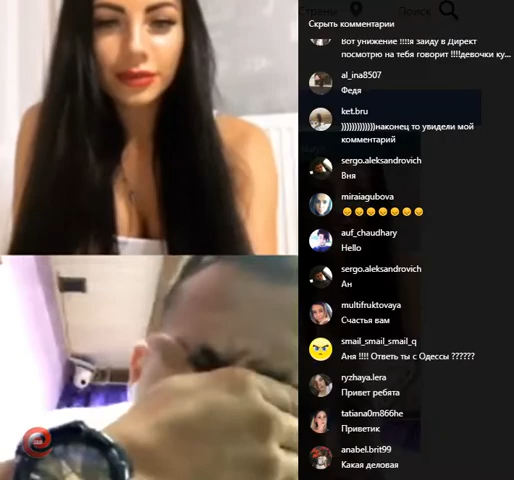 Страны
Поиск
Скрыть комментарии
Вот унижение !!!!я зайду в Директ
посмотрю на тебя говорит !!!!девочки ку...
al_ina8507
Федя
ket.bru
))))))))))))))наконец то увидели мой
комментарий
sergo.aleksandrovich
Вня
miraiagubova
😞😞😞😞😞😞😞
auf_chaudhary
Hello
sergo.aleksandrovich
Ан
multifruktovaya
Счастья вам
smail_smail_smail_q
Аня !!!! Ответь ты с Одессы ??????
ryzhaya.lera
Привет ребята
tatiana0m866he
Приветик
anabel.brit99
Какая деловая